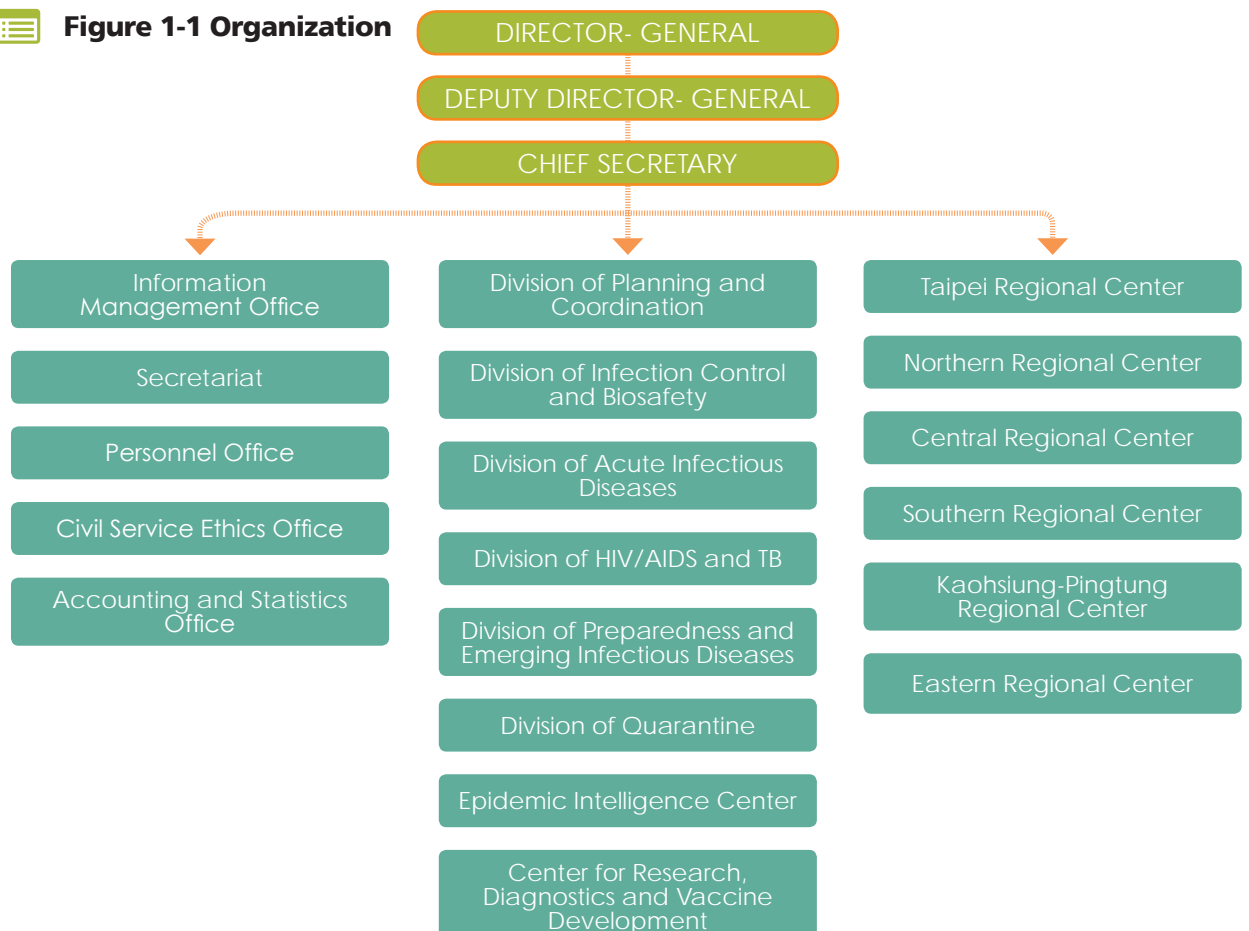 Figure 1-1 Organization
DIRECTOR- GENERAL
DEPUTY DIRECTOR- GENERAL
CHIEF SECRETARY
Information
Management Office
Secretariat
Personnel Office
Civil Service Ethics Office
Accounting and Statistics
Office
Division of Planning and
Coordination
Division of Infection Control
and Biosafety
Division of Acute Infectious
Diseases
Division of HIV/AIDS and TB
Division of Preparedness and
Emerging Infectious Diseases
Division of Quarantine
Epidemic Intelligence Center
Center for Research,
Diagnostics and Vaccine
Development
Taipei Regional Center
Northern Regional Center
Central Regional Center
Southern Regional Center
Kaohsiung-Pingtung
Regional Center
Eastern Regional Center